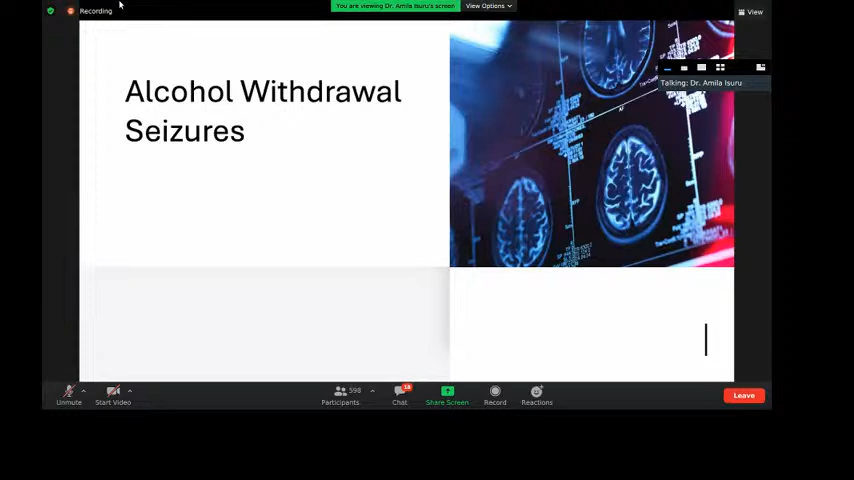 Recording
You are viewing Dr. Amila Isuru's screen
View Options
View
Talking: Dr. Amila Isuru
Alcohol Withdrawal
Seizures
Unmute
Start Video
598
Participants
18
Chat
Share Screen
Record
Reactions
Leave